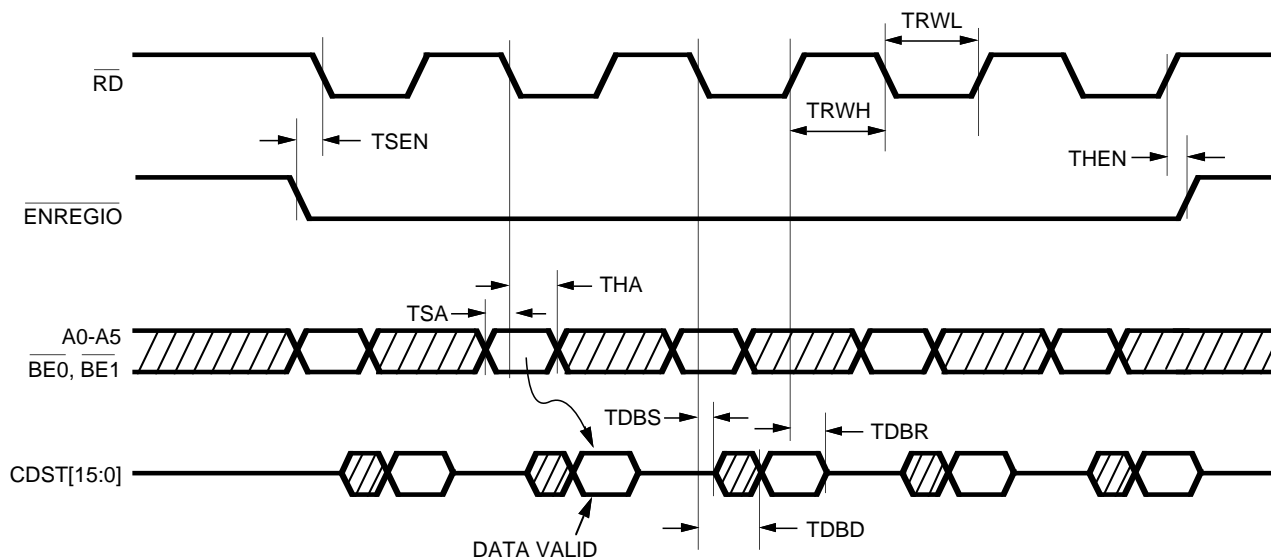 TRWL
RD
TRWH
TSEN
THEN
ENREGIO
THA
TSA
A0-A5
BE0, BE1
TDBS
TDBR
CDST[15:0]
TDBD
DATA VALID